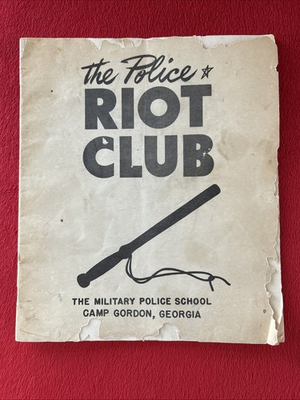 the Police
RIOT
CLUB
THE MILITARY POLICE SCHOOL
CAMP GORDON, GEORGIA